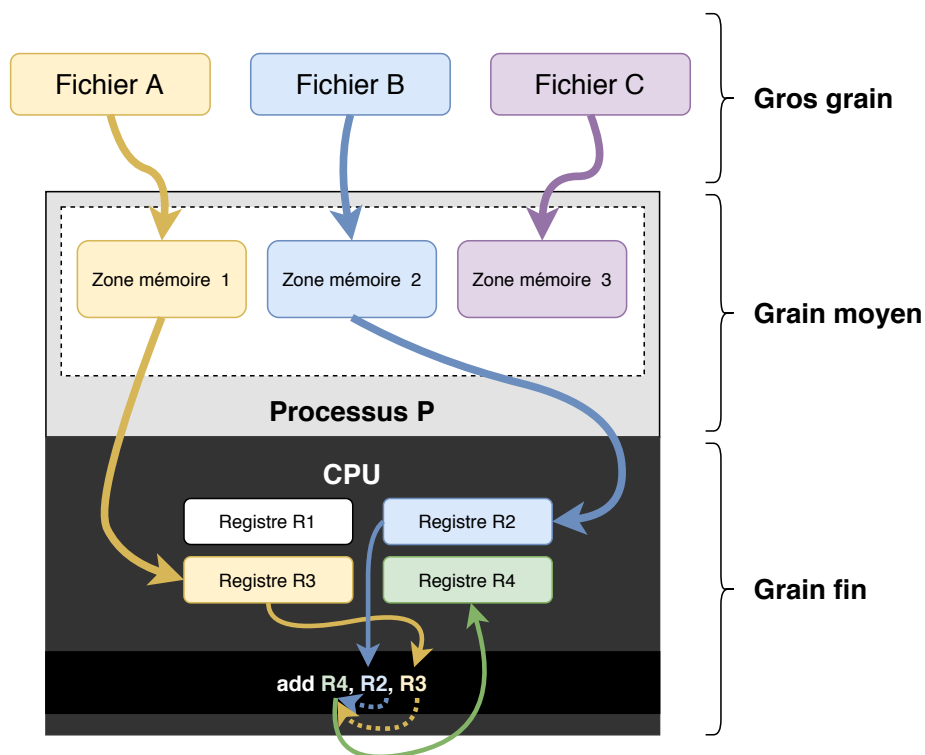 Fichier A
Fichier B
Fichier C
Gros grain
Zone mémoire 1
Zone mémoire 2
Zone mémoire 3
Grain moyen
Processus P
CPU
Registre R1
Registre R2
Registre R3
Registre R4
Grain fin
add R4, R2, R3